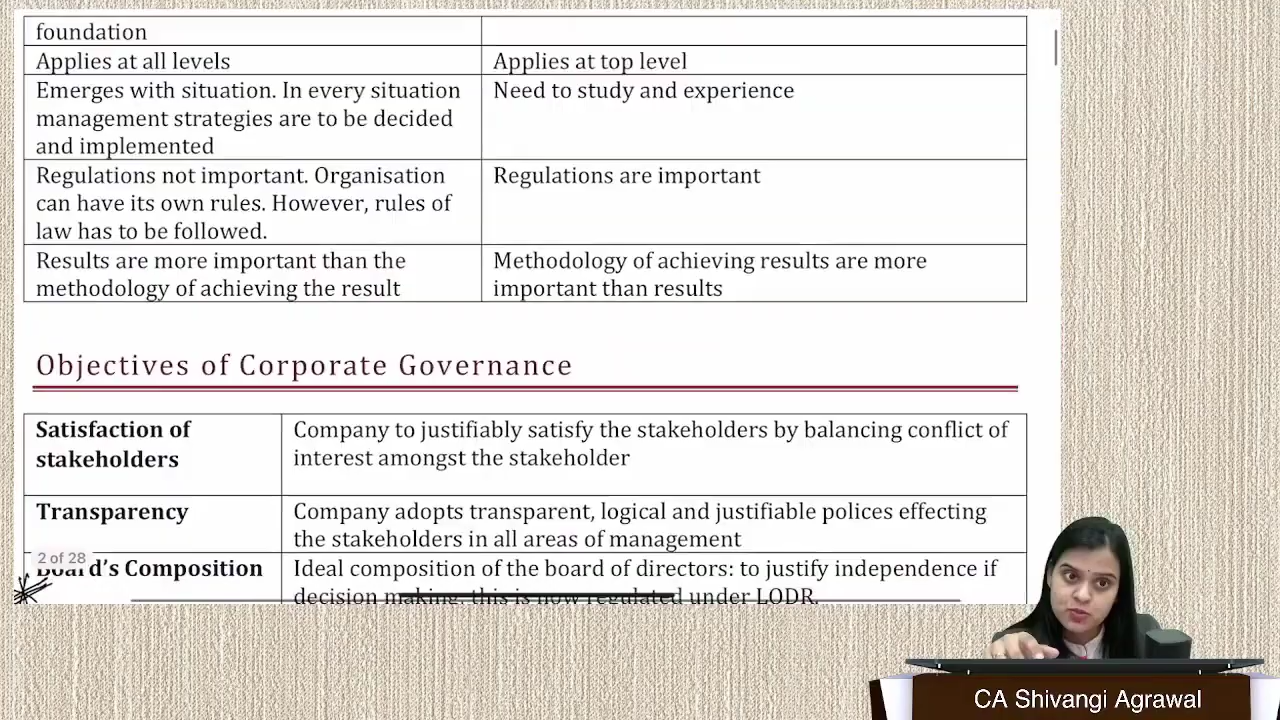 foundation
Applies at all levels
Applies at top level
Emerges with situation. In every situation
management strategies are to be decided
and implemented
Need to study and experience
Regulations not important. Organisation
can have its own rules. However, rules of
law has to be followed.
Regulations are important
Results are more important than the
methodology of achieving the result
Methodology of achieving results are more
important than results
Objectives of Corporate Governance
Satisfaction of
stakeholders
Company to justifiably satisfy the stakeholders by balancing conflict of
interest amongst the stakeholder
Transparency
Company adopts transparent, logical and justifiable polices effecting
the stakeholders in all areas of management
2 of 28
Board's Composition
Ideal composition of the board of directors: to justify independence if
decision making, this is now regulated under LODR.
CA Shivangi Agrawal